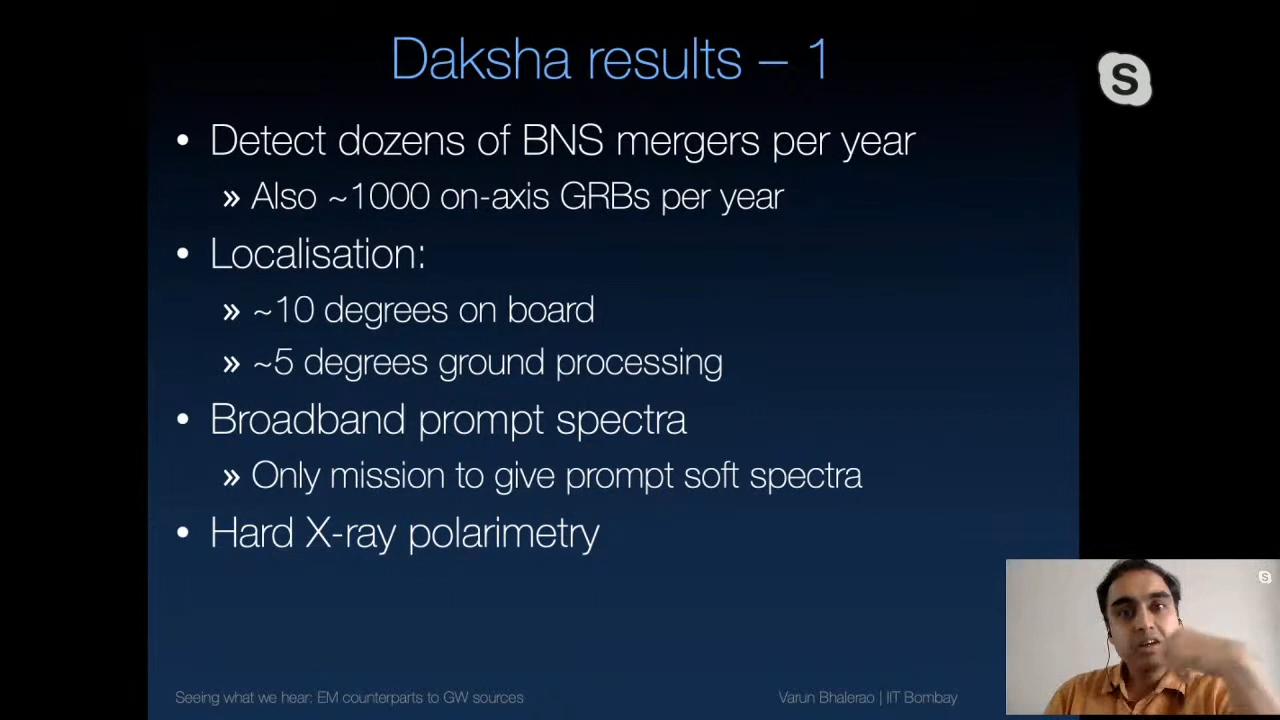 Daksha results – 1
• Detect dozens of BNS mergers per year
» Also ~1000 on-axis GRBs per year
• Localisation:
» ~10 degrees on board
» ~5 degrees ground processing
• Broadband prompt spectra
» Only mission to give prompt soft spectra
• Hard X-ray polarimetry
Seeing what we hear: EM counterparts to GW sources
Varun Bhalerao | IIT Bombay
S
S